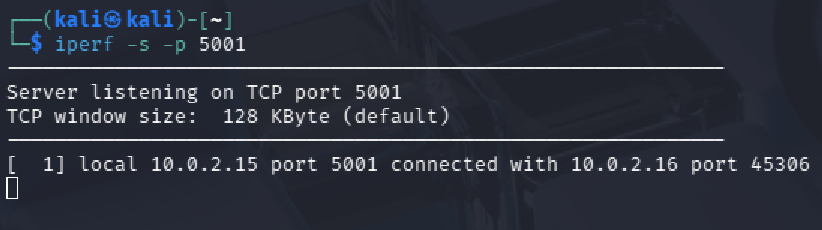 ┌──(kali㉿kali)-[~]
└─$ iperf -s -p 5001
------------------------------------------------------------
Server listening on TCP port 5001
TCP window size:  128 KByte (default)
------------------------------------------------------------
[  1] local 10.0.2.15 port 5001 connected with 10.0.2.16 port 45306